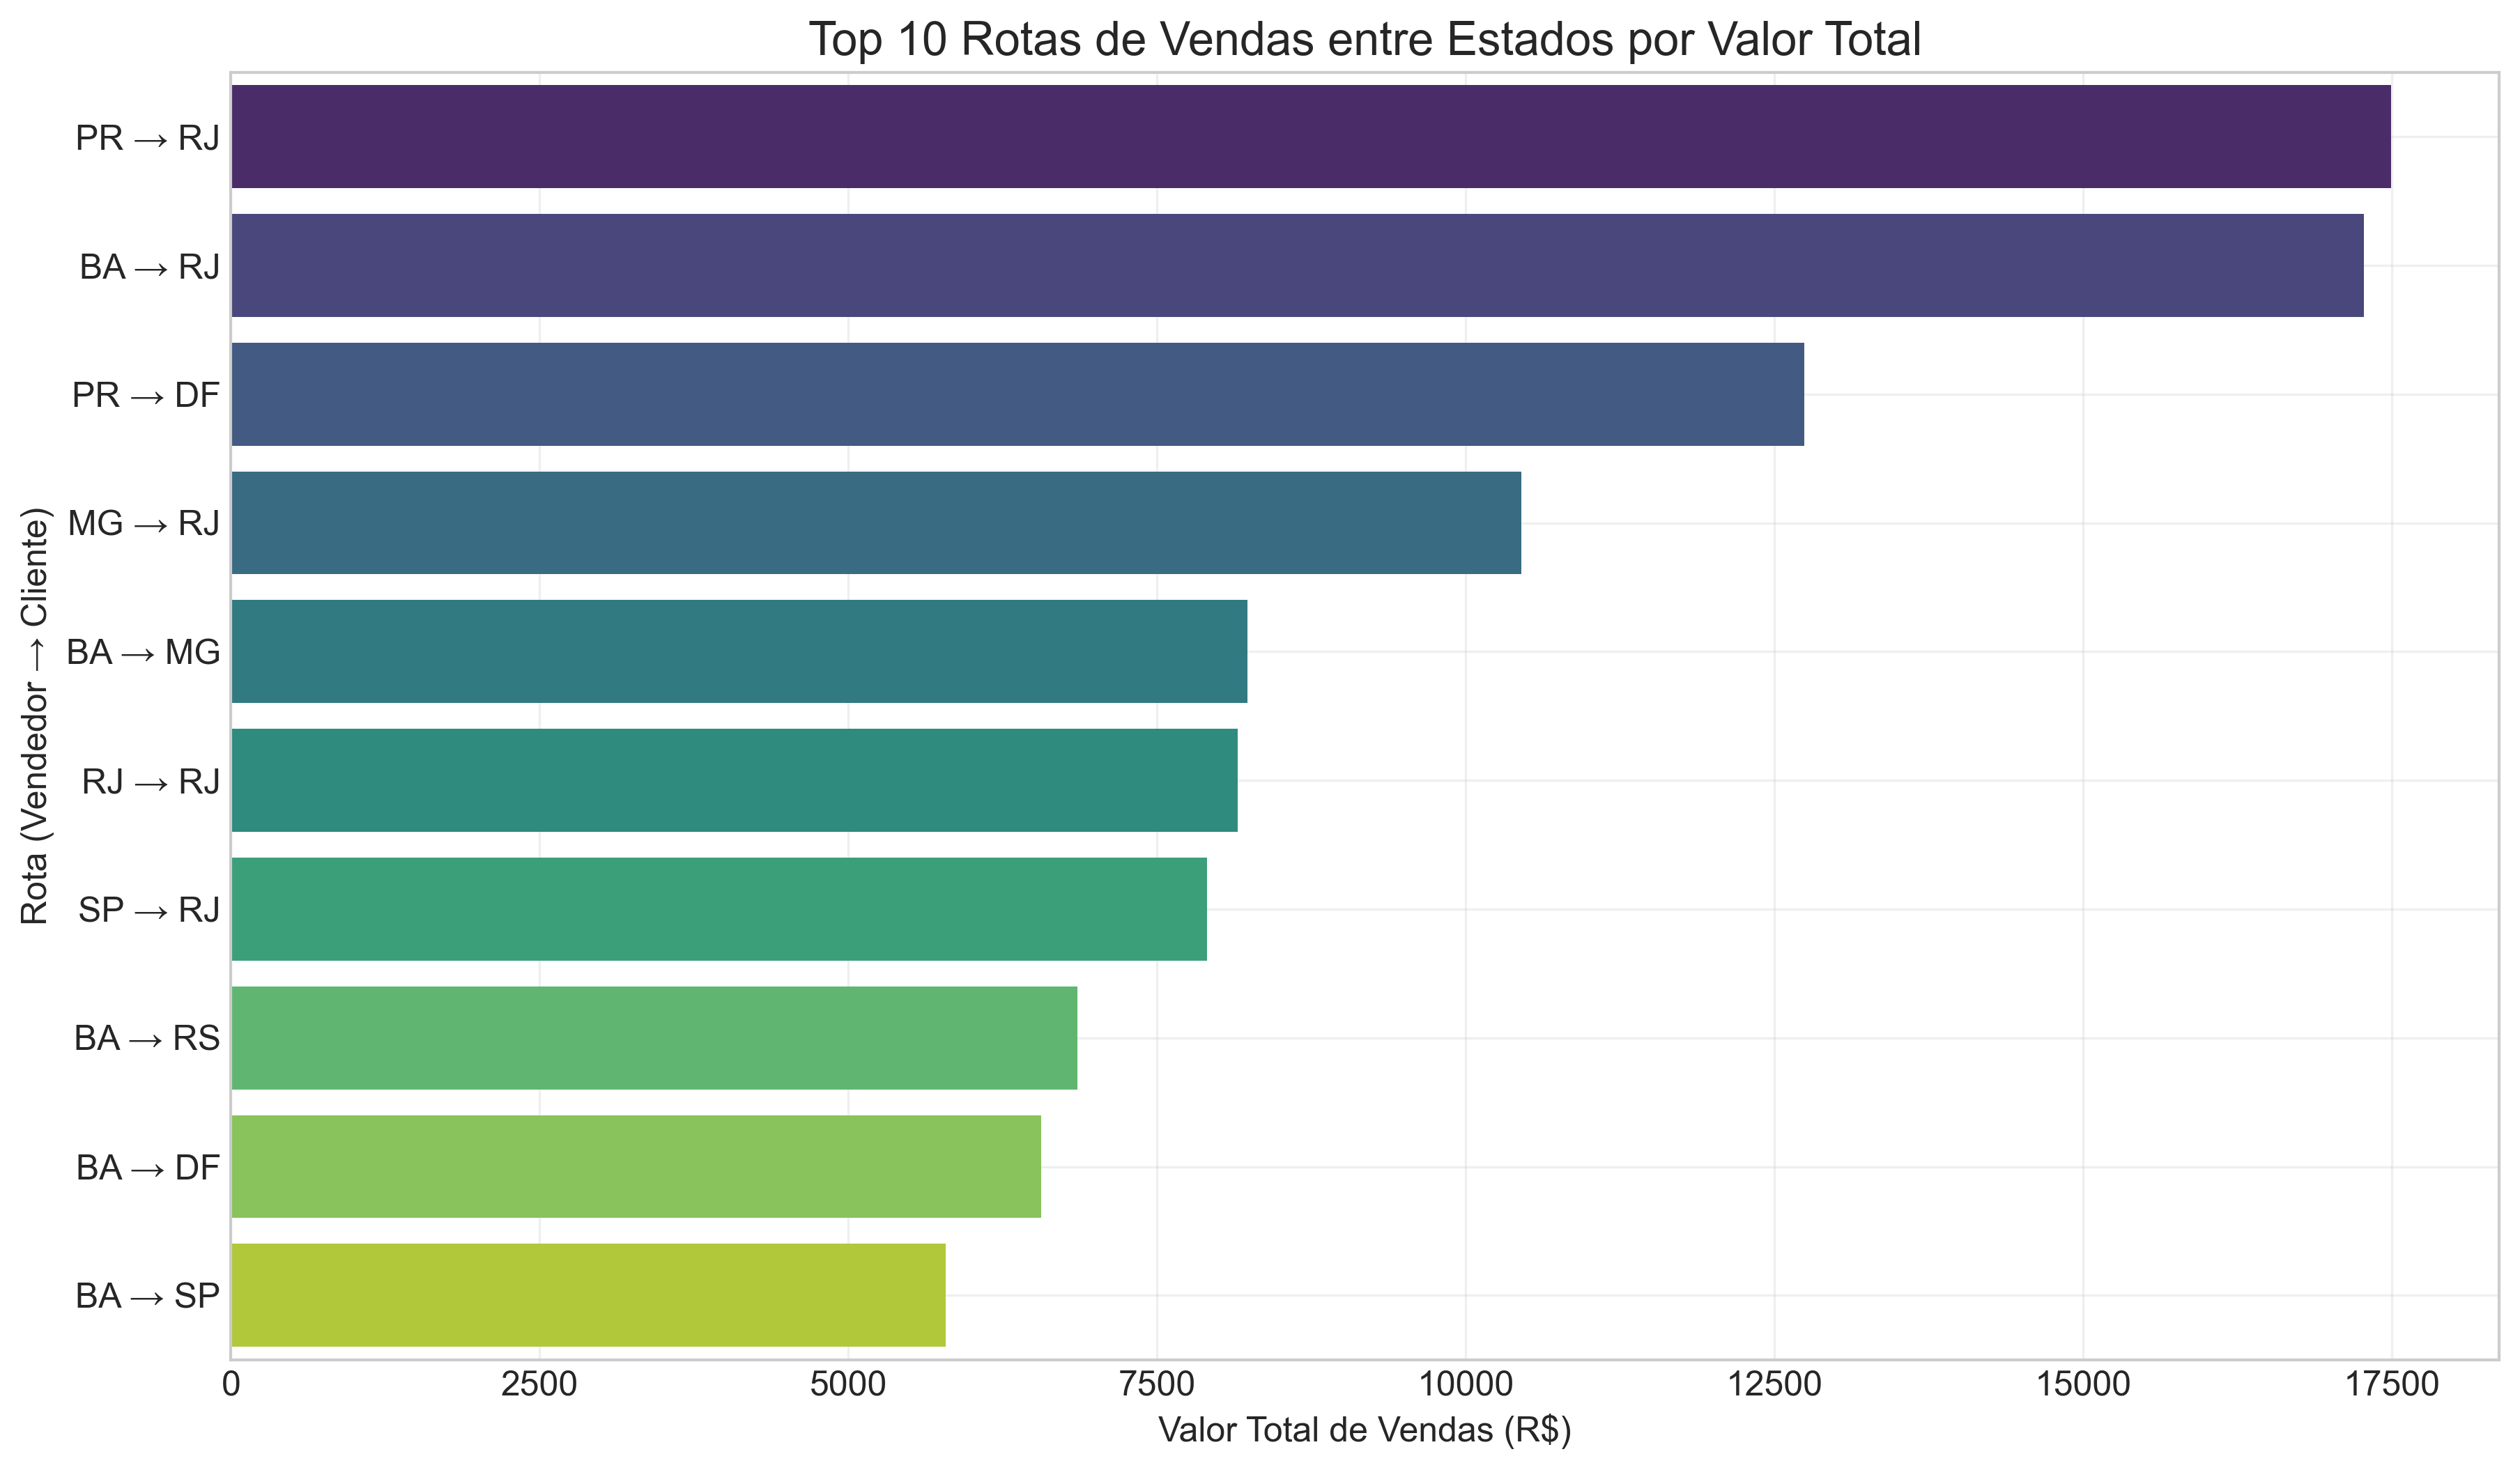 Top 10 Rotas de Vendas entre Estados por Valor Total
Rota (Vendedor → Cliente)
PR → RJ
BA → RJ
PR → DF
MG → RJ
BA → MG
RJ → RJ
SP → RJ
BA → RS
BA → DF
BA → SP
0 2500 5000 7500 10000 12500 15000 17500
Valor Total de Vendas (R$)